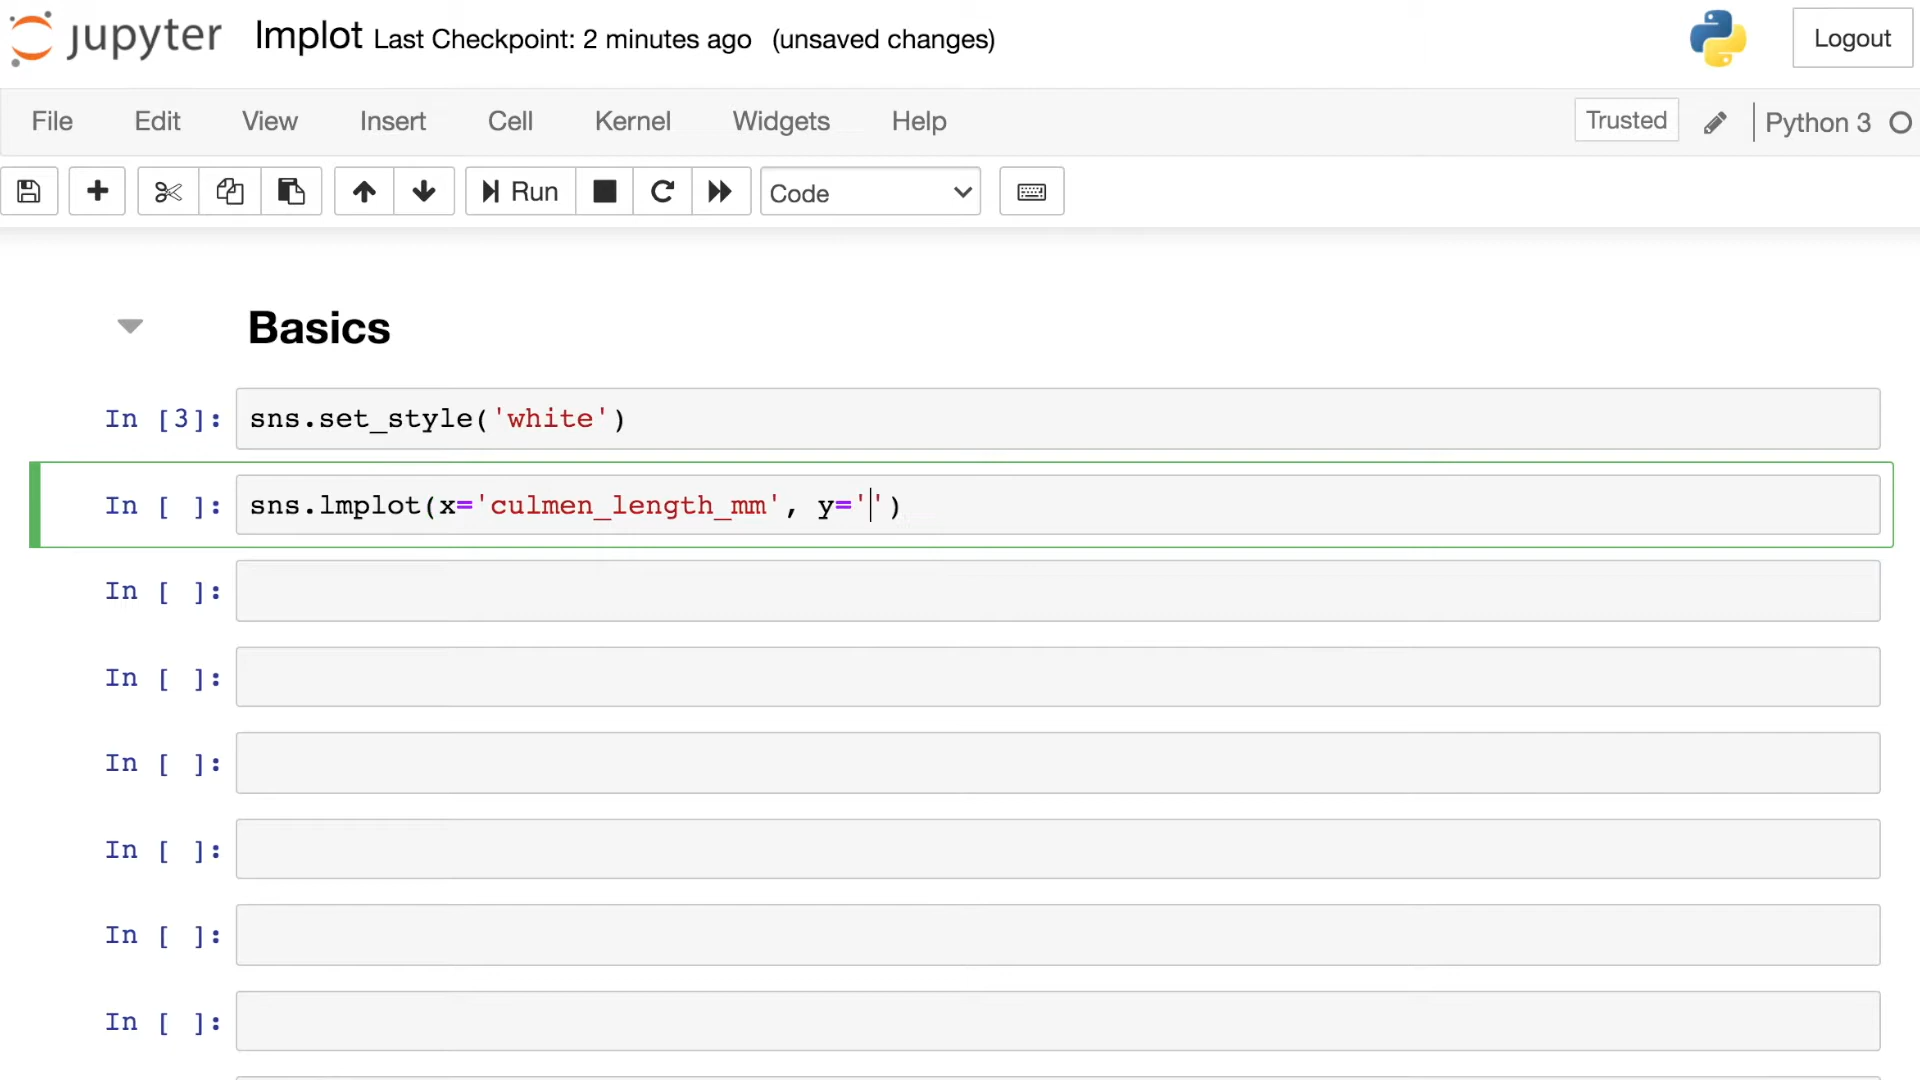 jupyter lmplot Last Checkpoint: 2 minutes ago (unsaved changes) Logout
File Edit View Insert Cell Kernel Widgets Help Trusted Python 3
Run Code
Basics
In [3]: sns.set_style('white')
In [ ]: sns.lmplot(x='culmen_length_mm', y='')
In [ ]:
In [ ]:
In [ ]:
In [ ]:
In [ ]:
In [ ]: